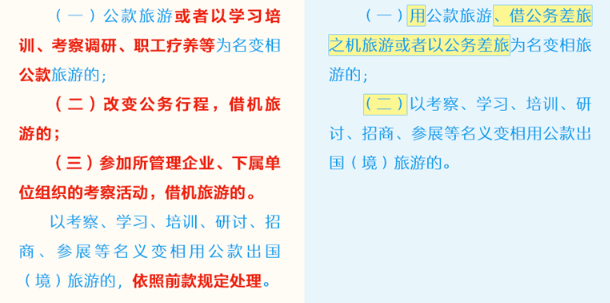 （一）公款旅游或者以学习培
训、考察调研、职工疗养等为名变相
公款旅游的；
（二）改变公务行程，借机旅
游的；
（三）参加所管理企业、下属单
位组织的考察活动，借机旅游的。
以考察、学习、培训、研讨、招
商、参展等名义变相用公款出国
（境）旅游的，依照前款规定处理。
（一）用公款旅游、借公务差旅
之机旅游或者以公务差旅为名变相旅
游的；
（二）以考察、学习、培训、研
讨、招商、参展等名义变相用公款出
国（境）旅游的。